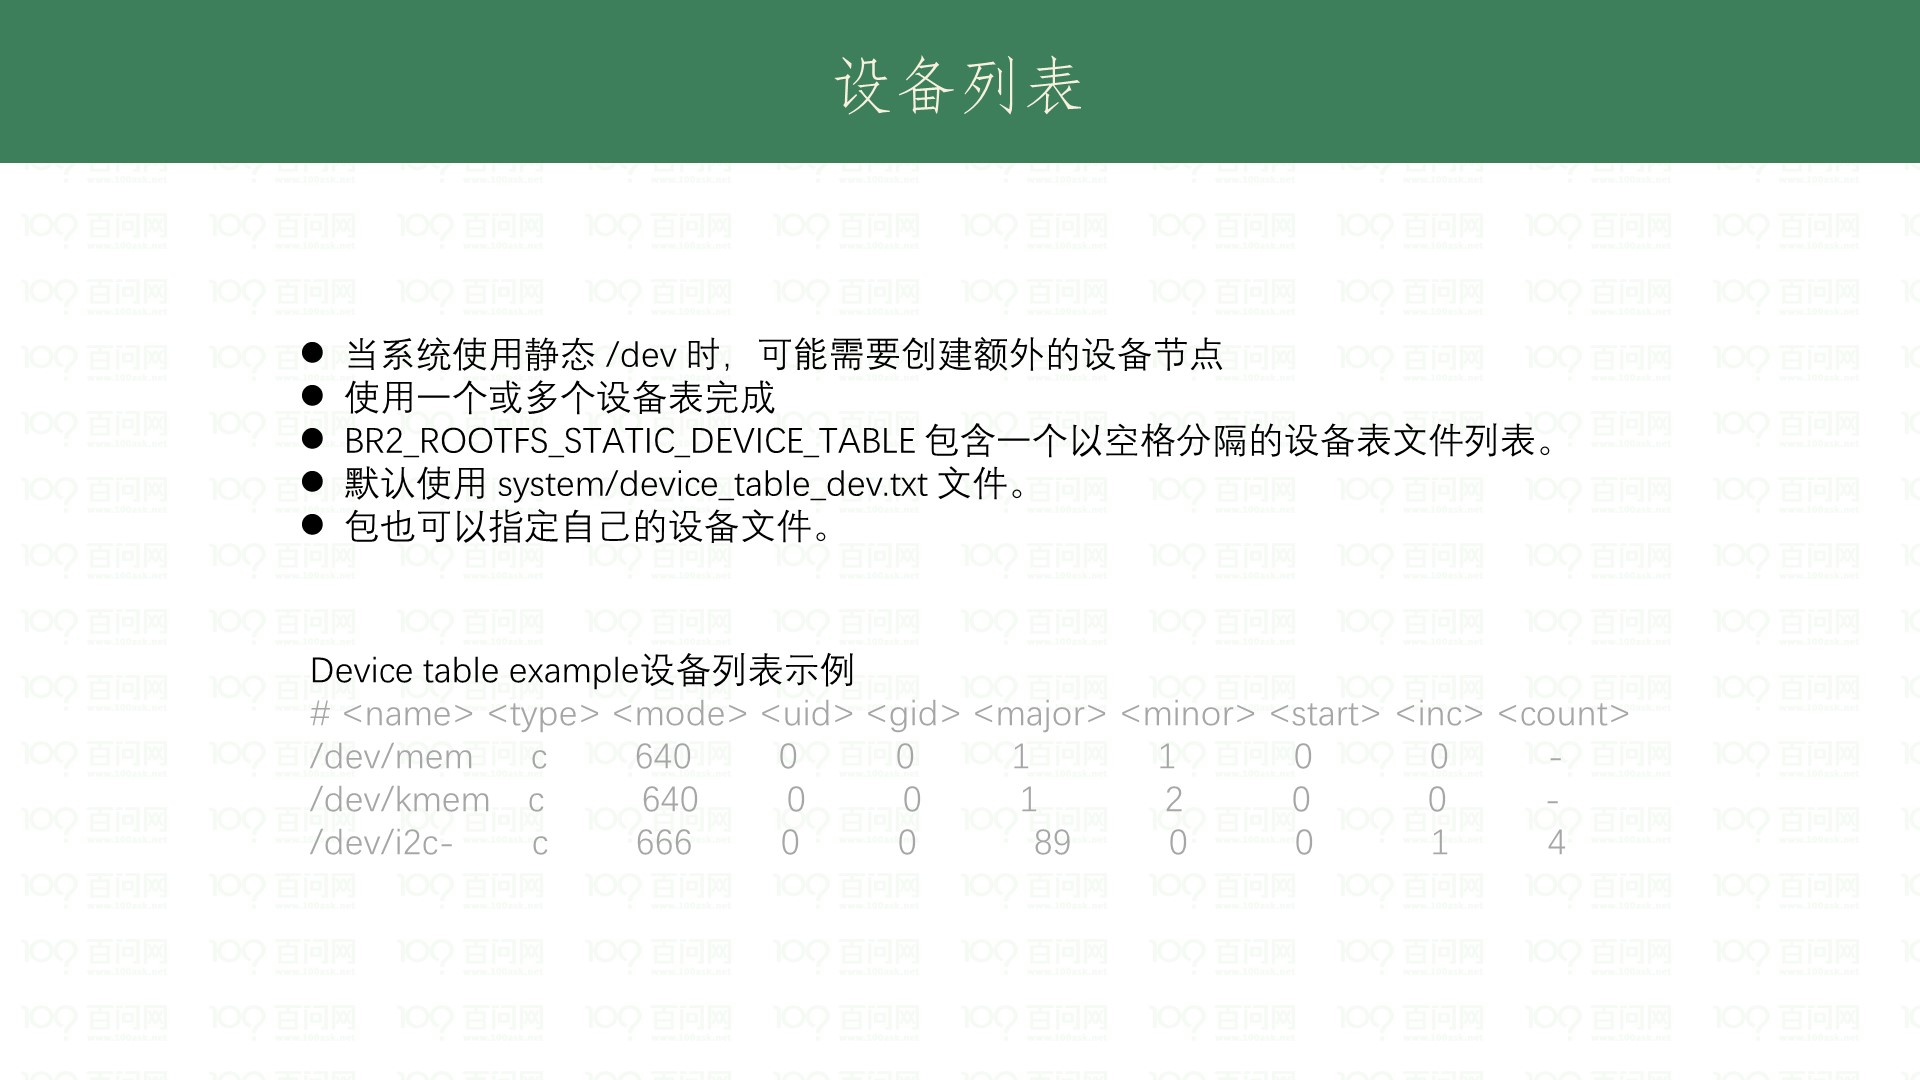 设备列表
当系统使用静态 /dev 时，可能需要创建额外的设备节点
使用一个或多个设备表完成
BR2_ROOTFS_STATIC_DEVICE_TABLE 包含一个以空格分隔的设备表文件列表。
默认使用 system/device_table_dev.txt 文件。
包也可以指定自己的设备文件。
Device table example设备列表示例
# <name> <type> <mode> <uid> <gid> <major> <minor> <start> <inc> <count>
/dev/mem c 640 0 0 1 1 0 0 -
/dev/kmem c 640 0 0 1 2 0 0 -
/dev/i2c- c 666 0 0 89 0 0 1 4